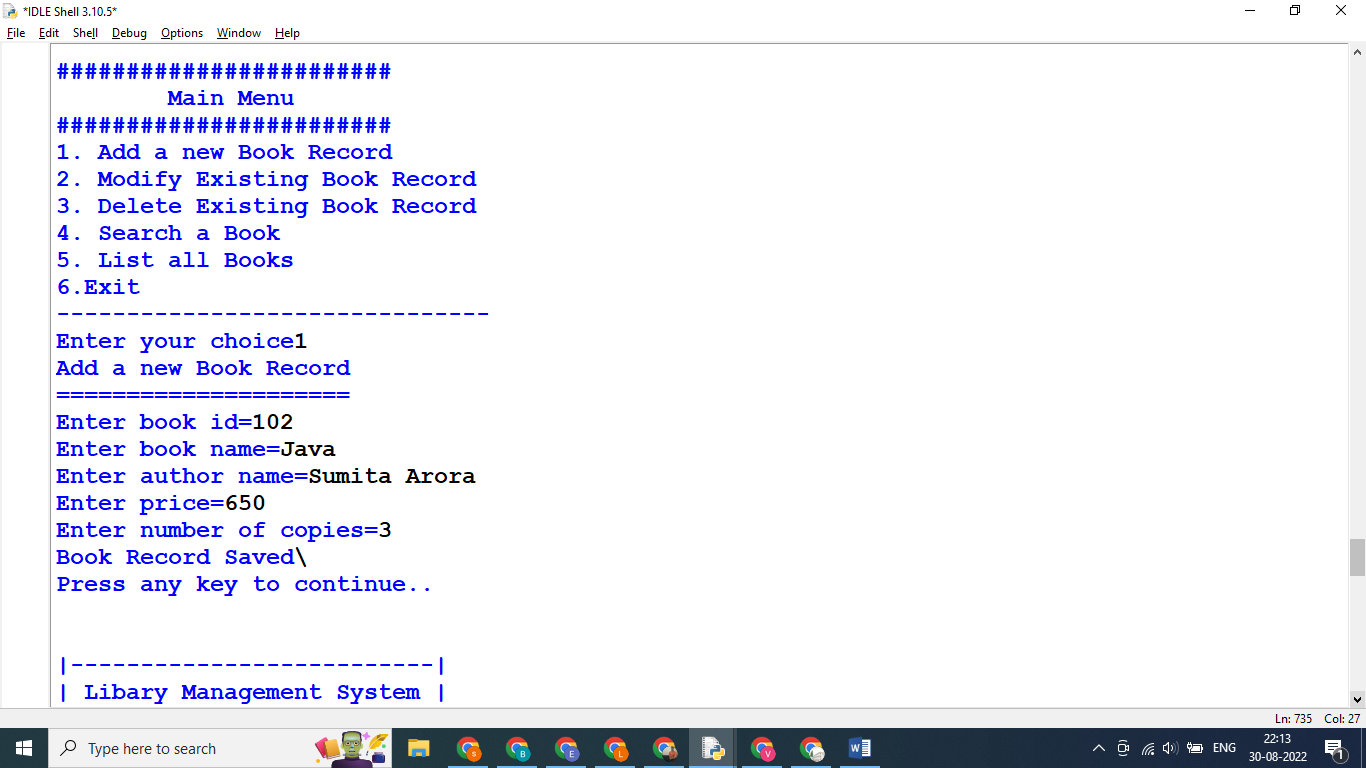 *IDLE Shell 3.10.5*
File Edit Shell Debug Options Window Help
########################
Main Menu
########################
1. Add a new Book Record
2. Modify Existing Book Record
3. Delete Existing Book Record
4. Search a Book
5. List all Books
6.Exit
-------------------------------
Enter your choice1
Add a new Book Record
=====================
Enter book id=102
Enter book name=Java
Enter author name=Sumita Arora
Enter price=650
Enter number of copies=3
Book Record Saved\
Press any key to continue..
|--------------------------|
| Libary Management System |
Ln: 735 Col: 27
Type here to search
S B E L V W
ENG
22:13
30-08-2022
1